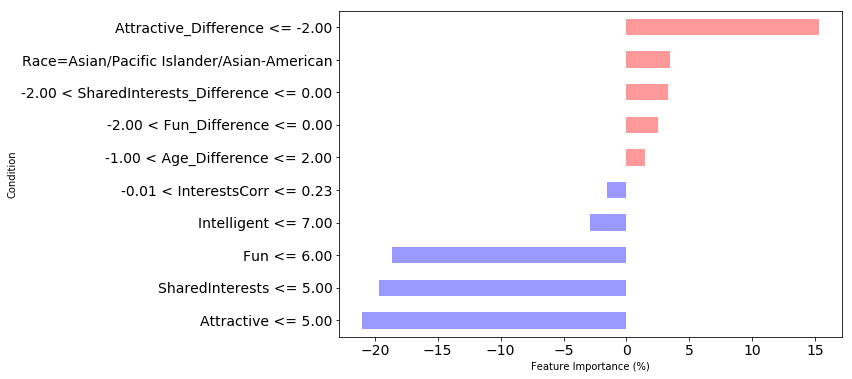 Attractive_Difference <= -2.00
Race=Asian/Pacific Islander/Asian-American
-2.00 < SharedInterests_Difference <= 0.00
-2.00 < Fun_Difference <= 0.00
-1.00 < Age_Difference <= 2.00
-0.01 < InterestsCorr <= 0.23
Intelligent <= 7.00
Fun <= 6.00
SharedInterests <= 5.00
Attractive <= 5.00
Condition
−20 −15 −10 −5 0 5 10 15
Feature Importance (%)